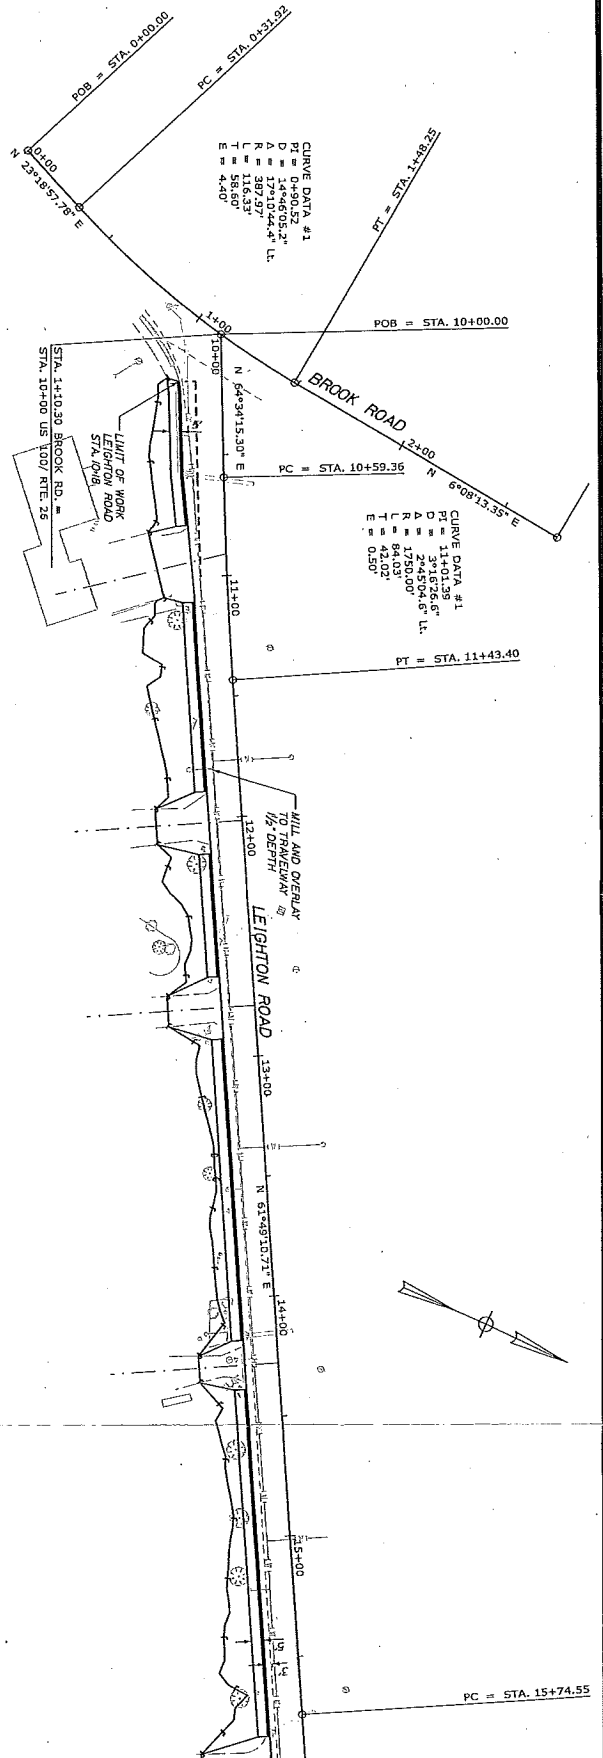 POB = STA. 0+00.00
PC = STA. 0+31.92
0+00
N 23°18'57.78" E
CURVE DATA #1
PI = 0+90.52
D = 14°46'05.2"
Δ = 17°10'44.4" Lt.
R = 387.97'
L = 116.33'
T = 58.60'
E = 4.40'
PT = STA. 1+48.25
1+00
10+00
POB = STA. 10+00.00
BROOK ROAD
2+00
N 6°08'13.35" E
N 64°34'15.30" E
PC = STA. 10+59.36
STA. 1+10.30 BROOK RD. =
STA. 10+00 US 100/ RTE. 26
LIMIT OF WORK
LEIGHTON ROAD
STA. 10+18
CURVE DATA #1
PI = 11+01.39
D = 3°16'26.6"
Δ = 2°45'04.6" Lt.
R = 1750.00'
L = 84.03'
T = 42.02'
E = 0.50'
11+00
PT = STA. 11+43.40
MILL AND OVERLAY
TO TRAVELWAY
1½" DEPTH
12+00
LEIGHTON ROAD
13+00
N 61°49'10.71" E
14+00
15+00
5'
3'
PC = STA. 15+74.55